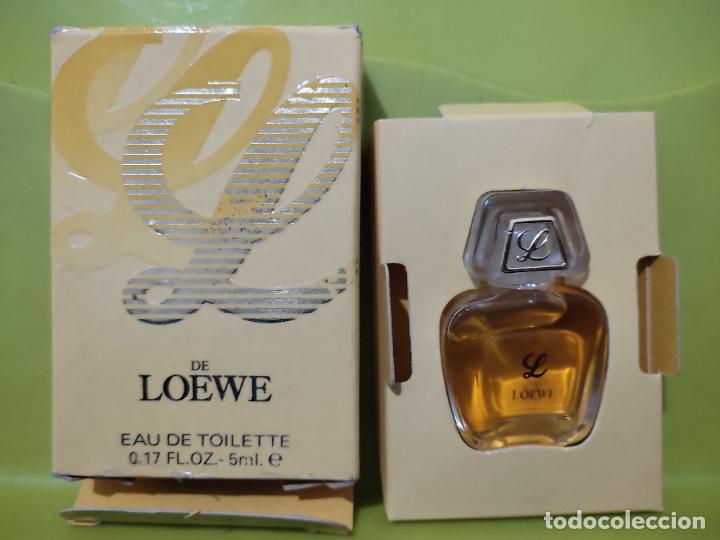 L
DE
LOEWE
EAU DE TOILETTE
0.17 FL.OZ.- 5ml. e
L
L
LOEWE
todocoleccion